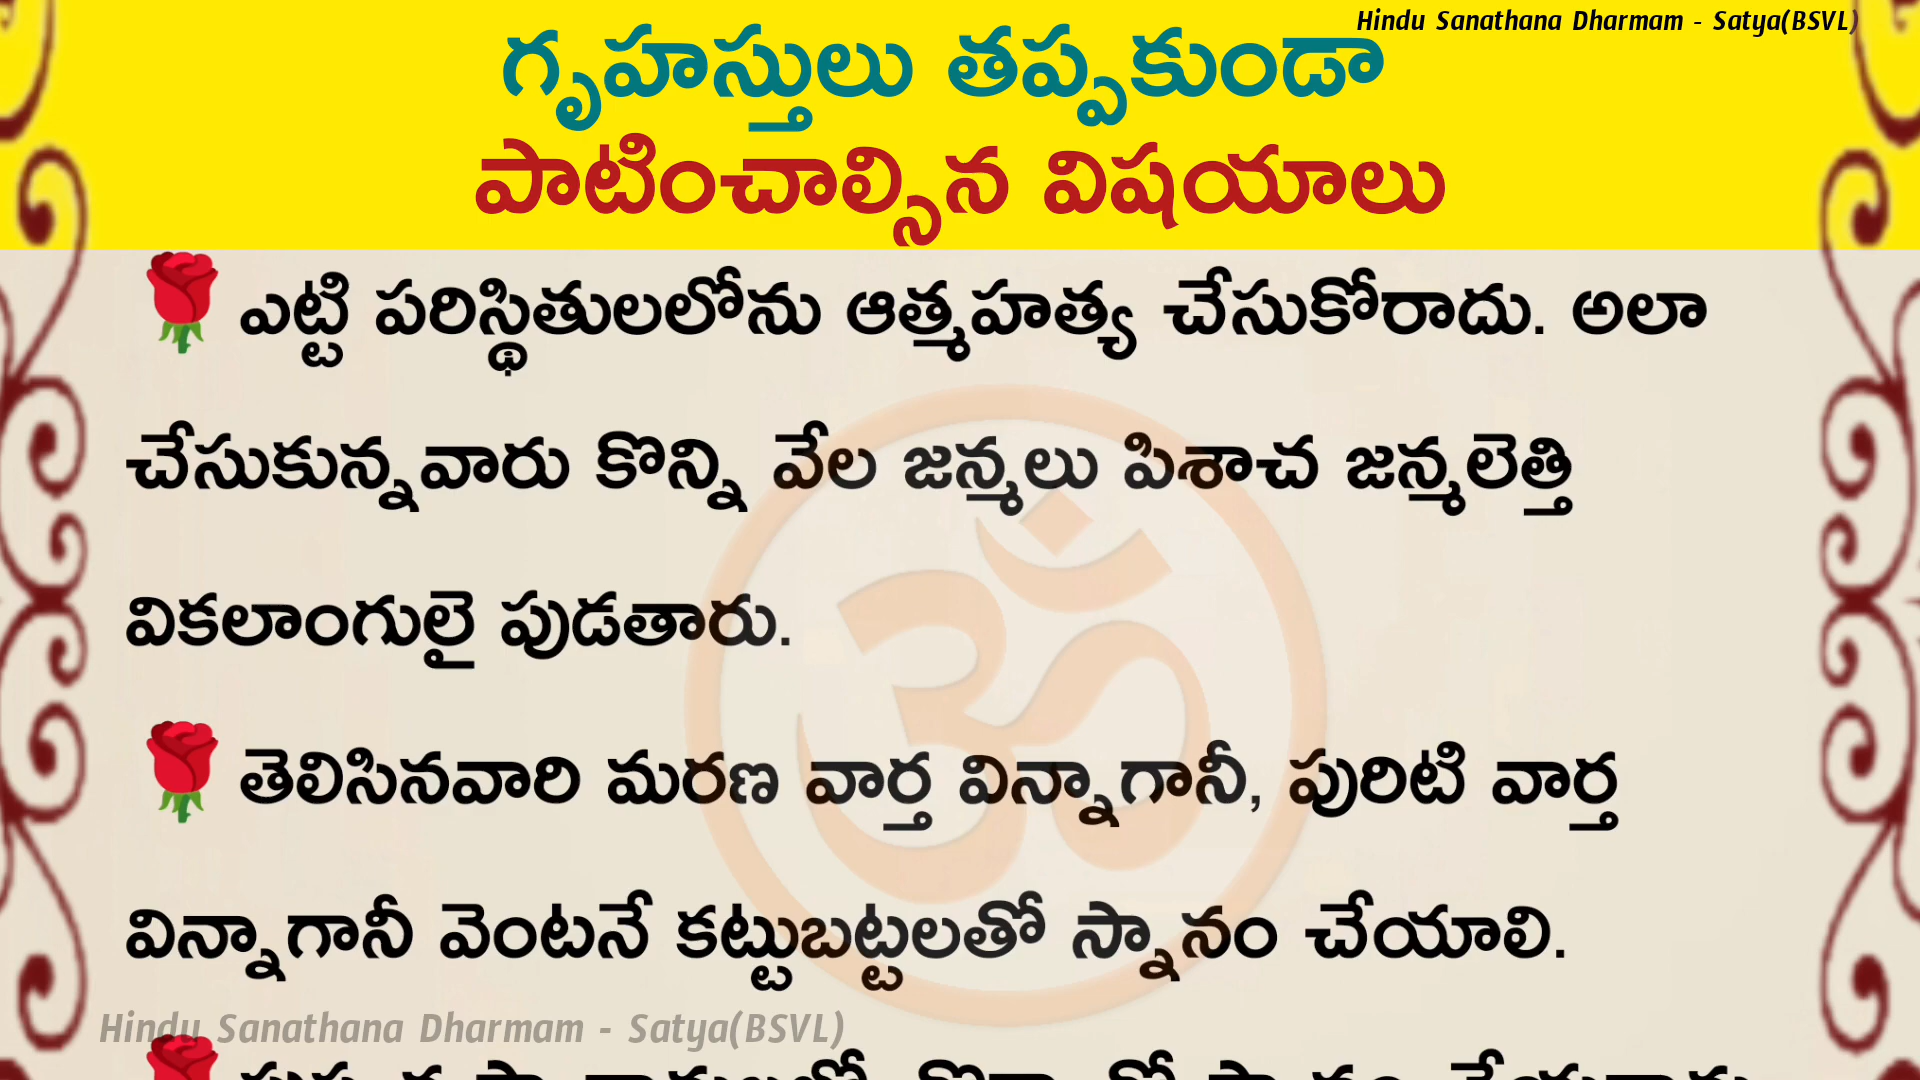 Hindu Sanathana Dharmam - Satya(BSVL)
గృహస్తులు తప్పకుండా
పాటించాల్సిన విషయాలు
🌹ఎట్టి పరిస్థితులలోను ఆత్మహత్య చేసుకోరాదు. అలా
చేసుకున్నవారు కొన్ని వేల జన్మలు పిశాచ జన్మలెత్తి
వికలాంగులై పుడతారు.
🌹తెలిసినవారి మరణ వార్త విన్నాగానీ, పురిటి వార్త
విన్నాగానీ వెంటనే కట్టుబట్టలతో స్నానం చేయాలి.
Hindu Sanathana Dharmam - Satya(BSVL)